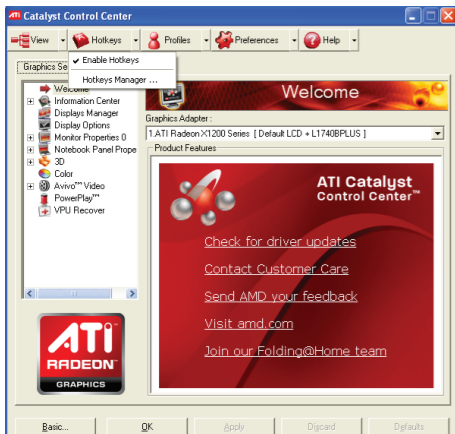 ATI Catalyst Control Center
View Hotkeys Profiles Preferences Help
Enable Hotkeys
Hotkeys Manager ...
Graphics Se
Welcome
Information Center
Displays Manager
Display Options
Monitor Properties 0
Notebook Panel Prope
3D
Color
Avivo™ Video
PowerPlay™
VPU Recover
ATI
RADEON
GRAPHICS
Welcome
Graphics Adapter :
1.ATI Radeon X1200 Series [ Default LCD + L1740BPLUS ]
Product Features
ATI Catalyst
Control Center™
Check for driver updates
Contact Customer Care
Send AMD your feedback
Visit amd.com
Join our Folding@Home team
Basic... OK Apply Discard Defaults